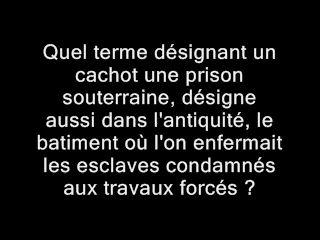 Quel terme désignant un
cachot une prison
souterraine, désigne
aussi dans l'antiquité, le
batiment où l'on enfermait
les esclaves condamnés
aux travaux forcés ?